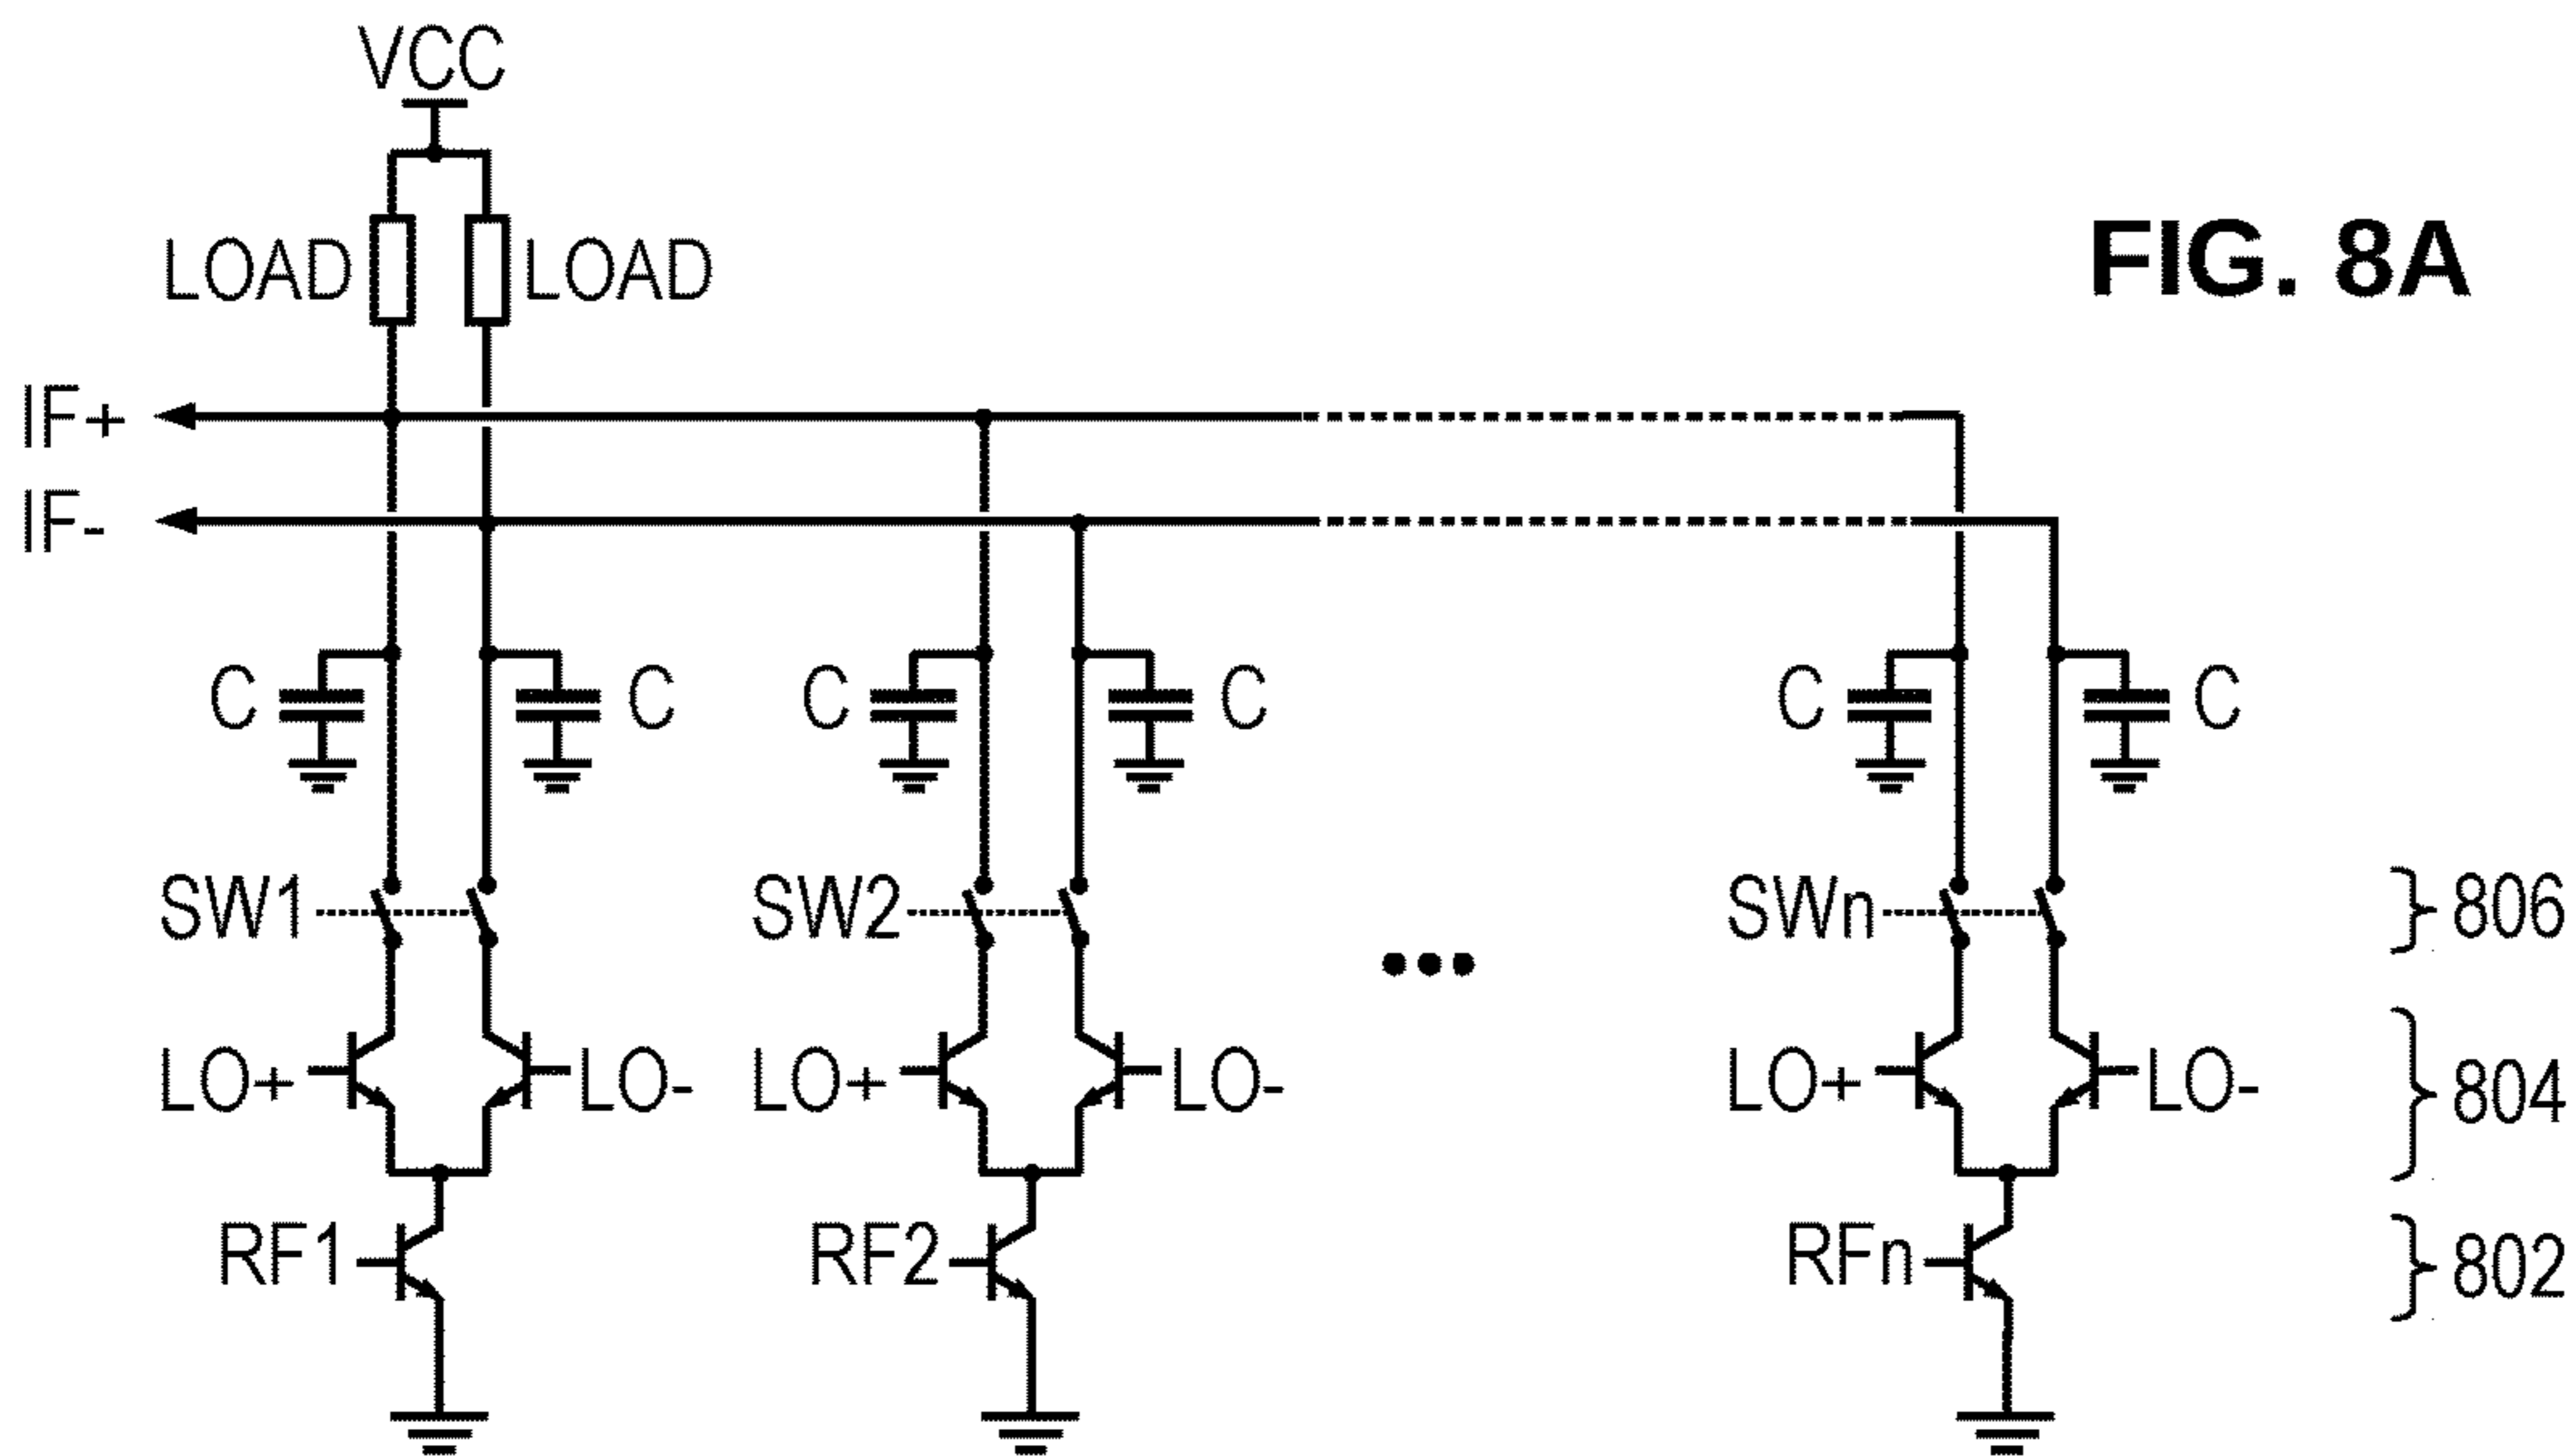 VCC
LOAD LOAD
FIG. 8A
IF+
IF-
C C C C C C
SW1 SW2 SWn 806
LO+ LO- LO+ LO- LO+ LO- 804
RF1 RF2 RFn 802